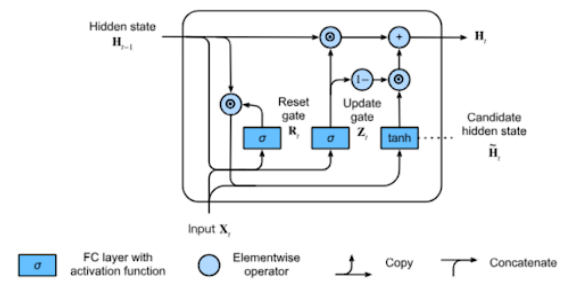 Hidden state
H_{t−1}
⊙
+
H_t
1−
⊙
⊙
Reset
gate
R_t
Update
gate
Z_t
σ
σ
tanh
Candidate
hidden state
H̃_t
Input X_t
σ
FC layer with
activation function
Elementwise
operator
Copy
Concatenate